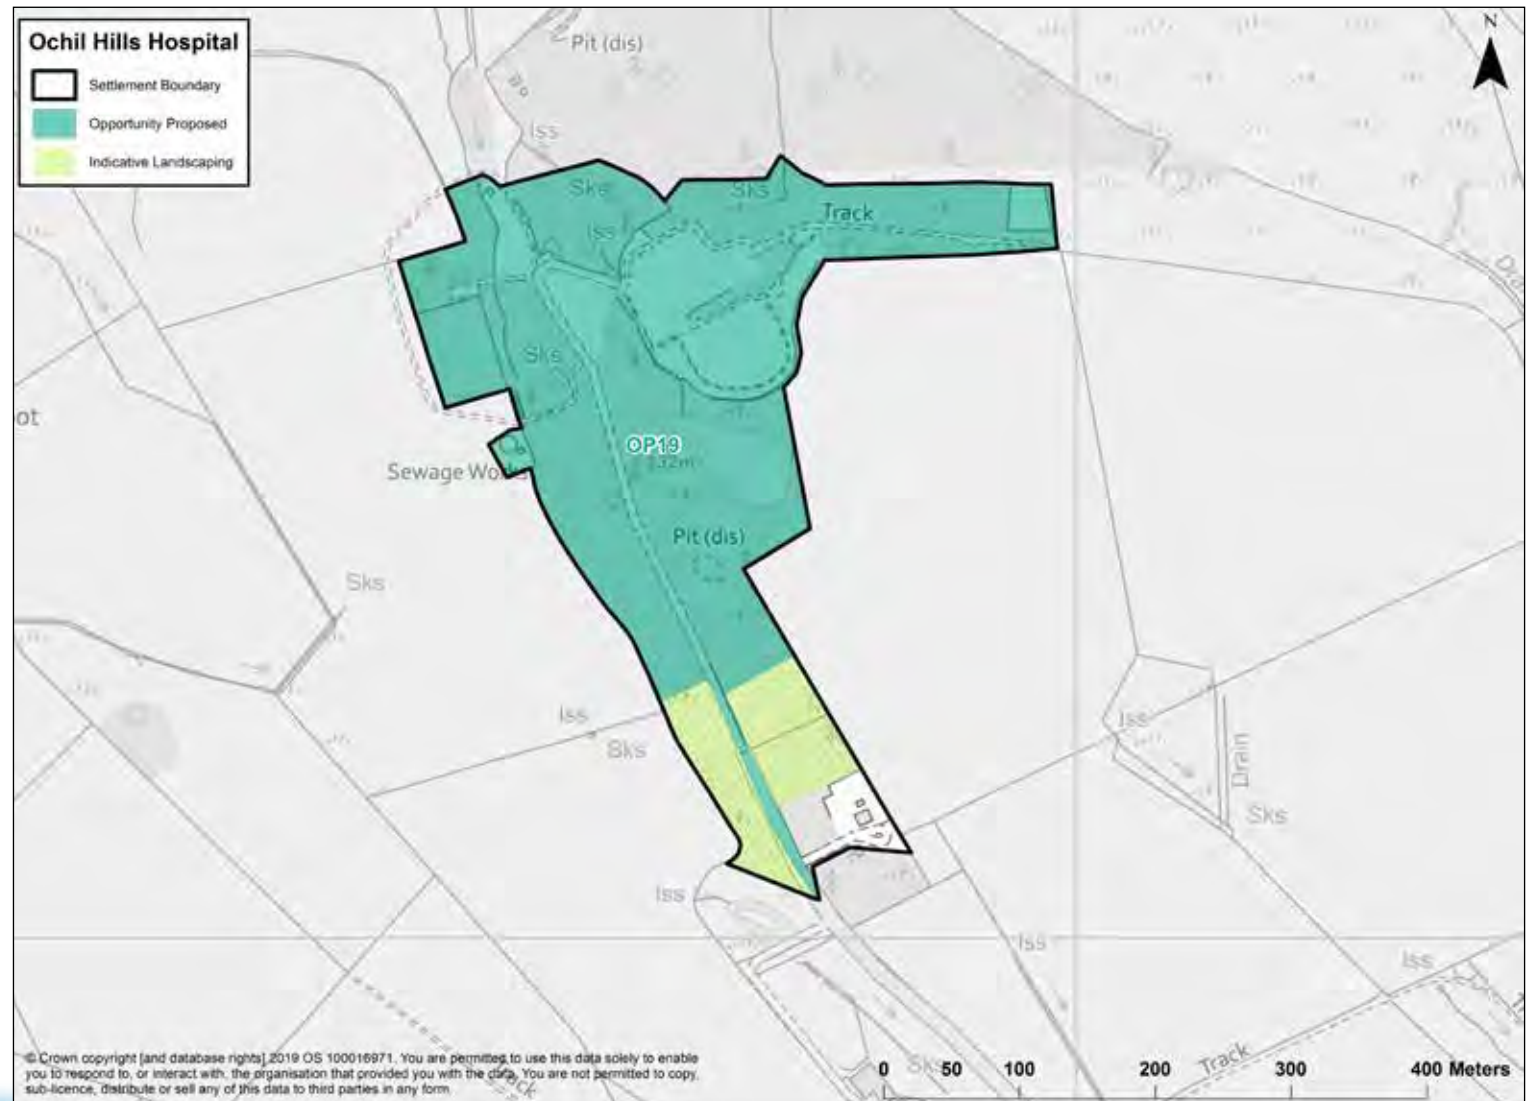 Ochil Hills Hospital
Settlement Boundary
Opportunity Proposed
Indicative Landscaping
N
Pit (dis)
Iss
Sks
Sks
Iss
Track
Sks
ot
OP19
Sewage Wo
Pit (dis)
Sks
Iss
Sks
Iss
Drain
Sks
Iss
Iss
Iss
Track
Sks
Track
0 50 100 200 300 400 Meters
© Crown copyright [and database rights] 2019 OS 100016971. You are permitted to use this data solely to enable
you to respond to, or interact with, the organisation that provided you with the data. You are not permitted to copy,
sub-licence, distribute or sell any of this data to third parties in any form.